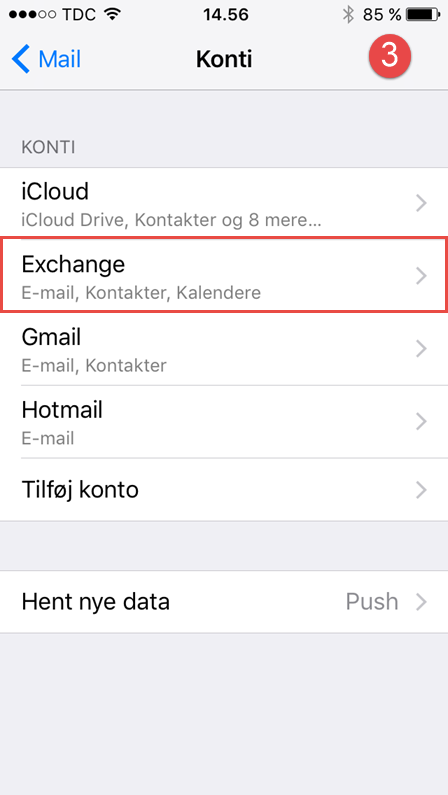 TDC 14.56 85 %
Mail Konti 3
KONTI
iCloud
iCloud Drive, Kontakter og 8 mere...
Exchange
E-mail, Kontakter, Kalendere
Gmail
E-mail, Kontakter
Hotmail
E-mail
Tilføj konto
Hent nye data Push